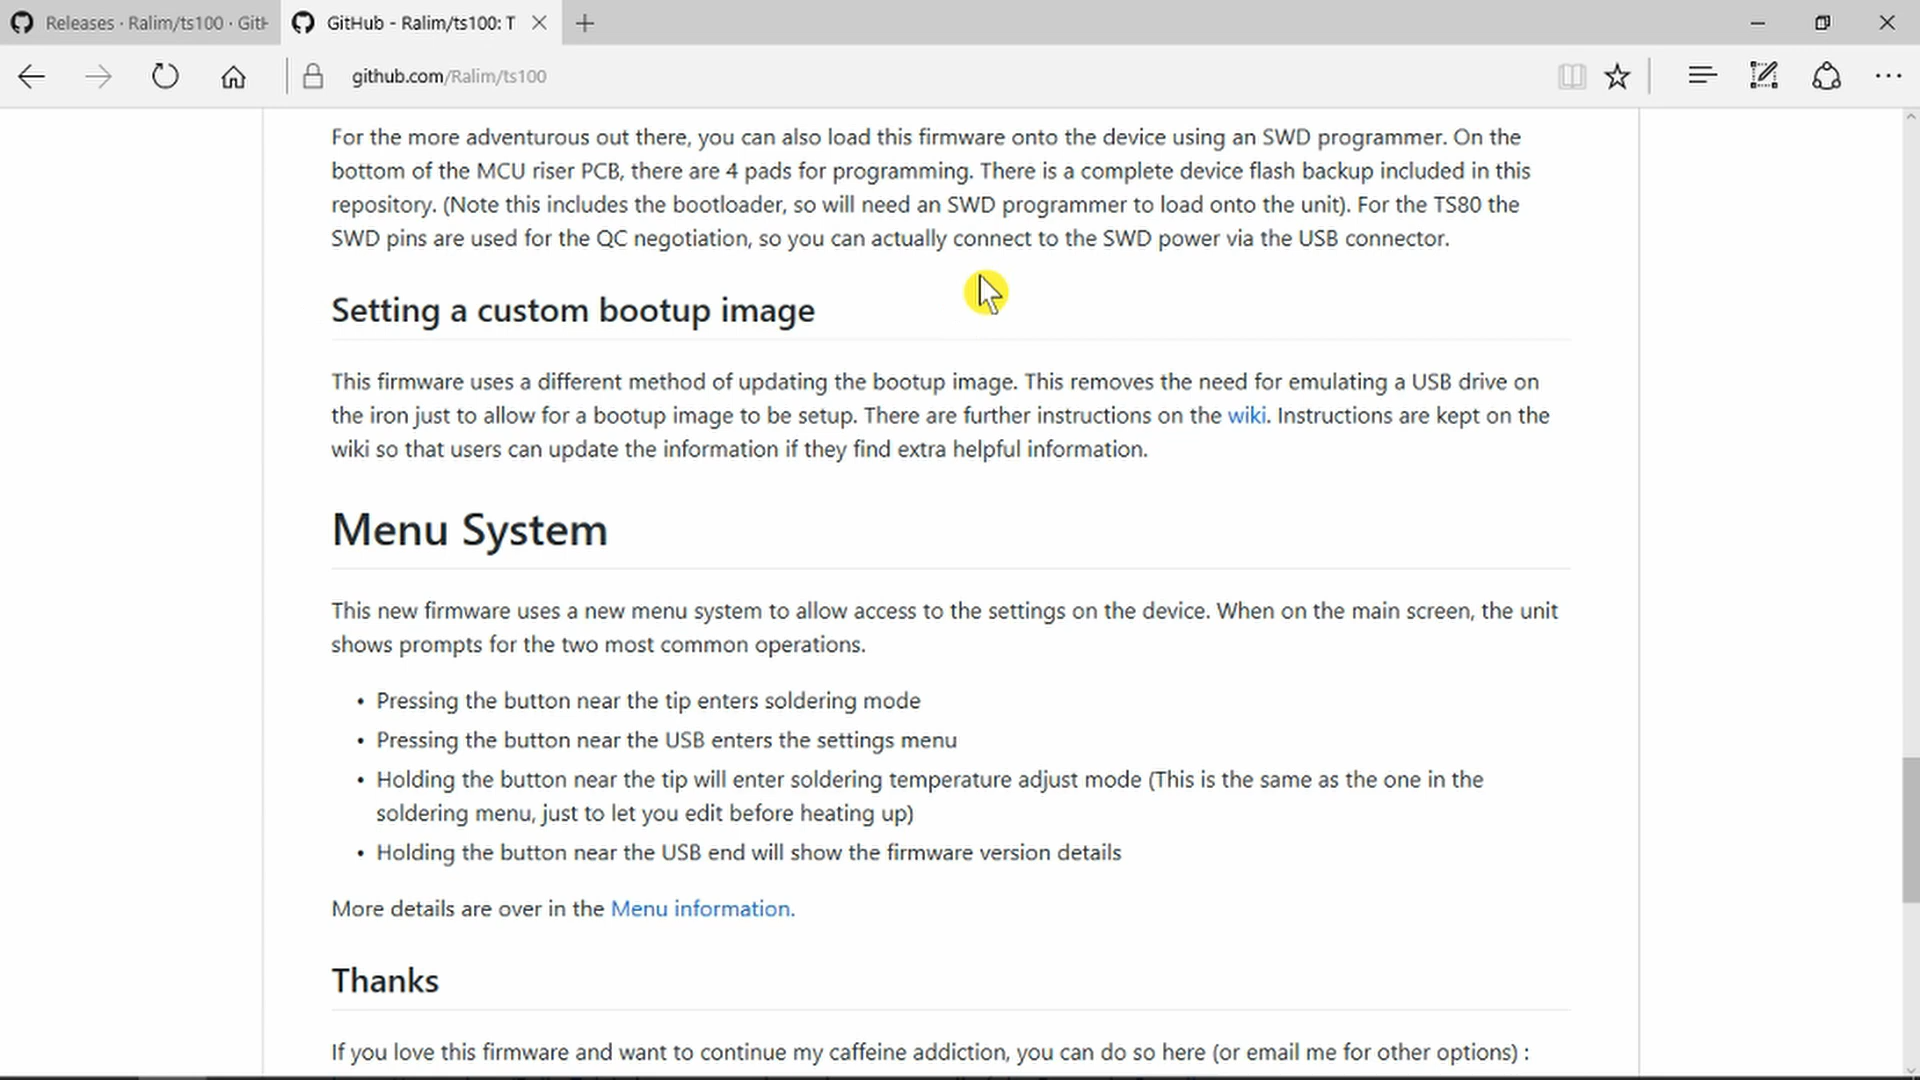 Releases · Ralim/ts100 · Gith
GitHub - Ralim/ts100: T
github.com/Ralim/ts100
For the more adventurous out there, you can also load this firmware onto the device using an SWD programmer. On the
bottom of the MCU riser PCB, there are 4 pads for programming. There is a complete device flash backup included in this
repository. (Note this includes the bootloader, so will need an SWD programmer to load onto the unit). For the TS80 the
SWD pins are used for the QC negotiation, so you can actually connect to the SWD power via the USB connector.
Setting a custom bootup image
This firmware uses a different method of updating the bootup image. This removes the need for emulating a USB drive on
the iron just to allow for a bootup image to be setup. There are further instructions on the wiki. Instructions are kept on the
wiki so that users can update the information if they find extra helpful information.
Menu System
This new firmware uses a new menu system to allow access to the settings on the device. When on the main screen, the unit
shows prompts for the two most common operations.
• Pressing the button near the tip enters soldering mode
• Pressing the button near the USB enters the settings menu
• Holding the button near the tip will enter soldering temperature adjust mode (This is the same as the one in the
soldering menu, just to let you edit before heating up)
• Holding the button near the USB end will show the firmware version details
More details are over in the Menu information.
Thanks
If you love this firmware and want to continue my caffeine addiction, you can do so here (or email me for other options) :